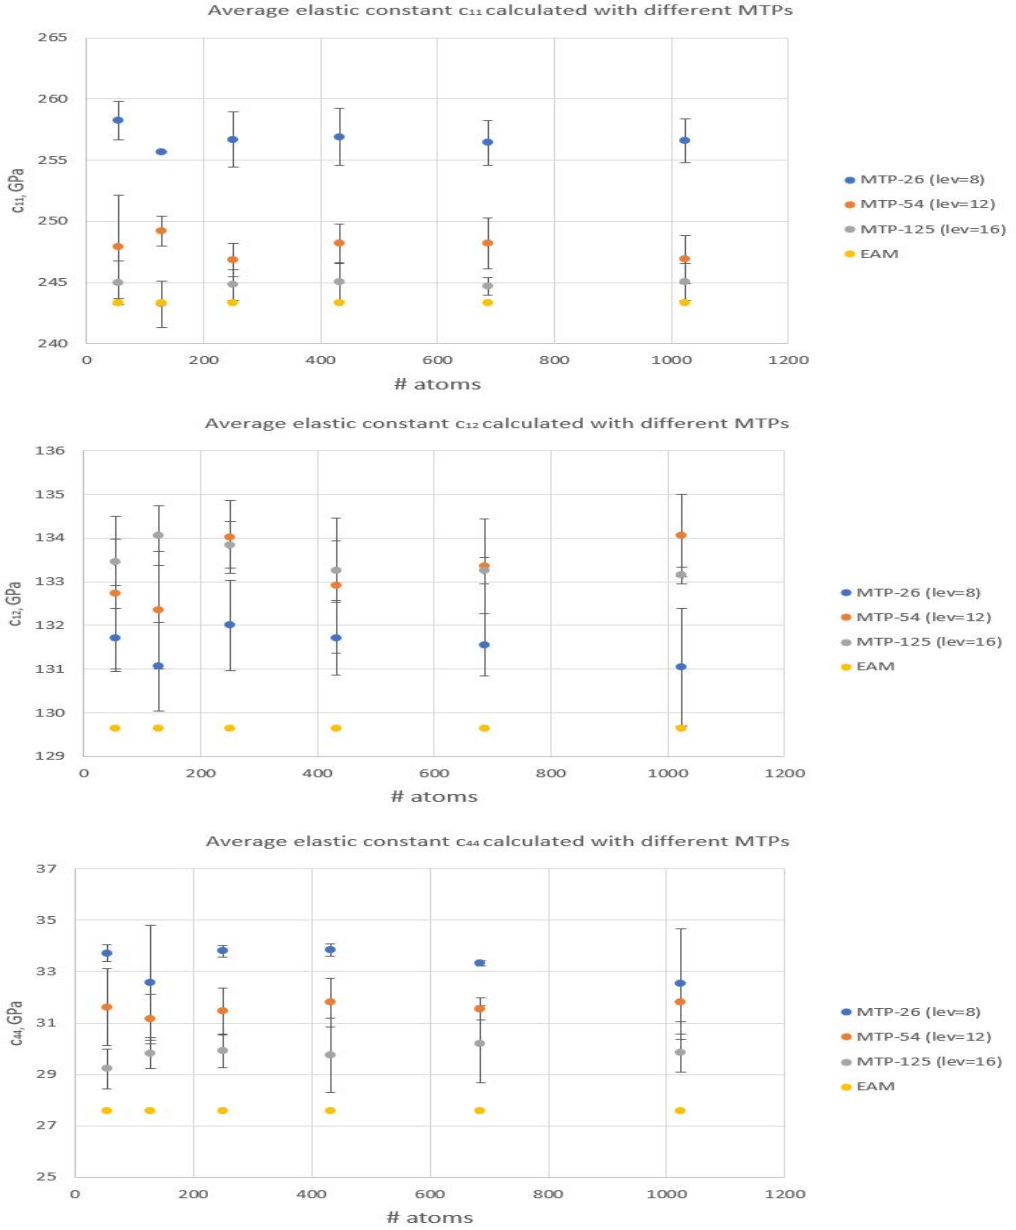 Average elastic constant c₁₁ calculated with different MTPs
265
260
255
250
245
240
c₁₁, GPa
0 200 400 600 800 1000 1200
# atoms
MTP-26 (lev=8)
MTP-54 (lev=12)
MTP-125 (lev=16)
EAM
Average elastic constant c₁₂ calculated with different MTPs
136
135
134
133
132
131
130
129
c₁₂, GPa
0 200 400 600 800 1000 1200
# atoms
MTP-26 (lev=8)
MTP-54 (lev=12)
MTP-125 (lev=16)
EAM
Average elastic constant c₄₄ calculated with different MTPs
37
35
33
31
29
27
25
c₄₄, GPa
0 200 400 600 800 1000 1200
# atoms
MTP-26 (lev=8)
MTP-54 (lev=12)
MTP-125 (lev=16)
EAM